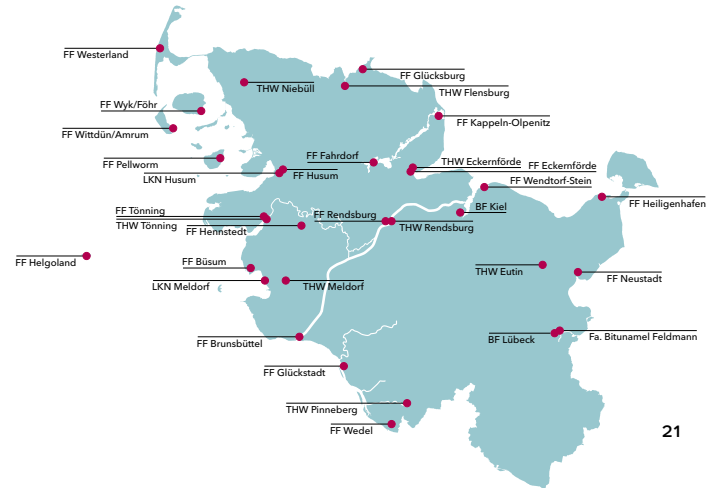 FF Westerland
FF Glücksburg
THW Niebüll
THW Flensburg
FF Wyk/Föhr
FF Kappeln-Olpenitz
FF Wittdün/Amrum
FF Pellworm
FF Fahrdorf
THW Eckernförde
FF Eckernförde
LKN Husum
FF Husum
FF Wendtorf-Stein
FF Heiligenhafen
FF Tönning
FF Rendsburg
BF Kiel
THW Tönning
FF Hennstedt
THW Rendsburg
FF Helgoland
FF Büsum
THW Eutin
FF Neustadt
LKN Meldorf
THW Meldorf
FF Brunsbüttel
BF Lübeck
Fa. Bitunamel Feldmann
FF Glückstadt
THW Pinneberg
FF Wedel
21